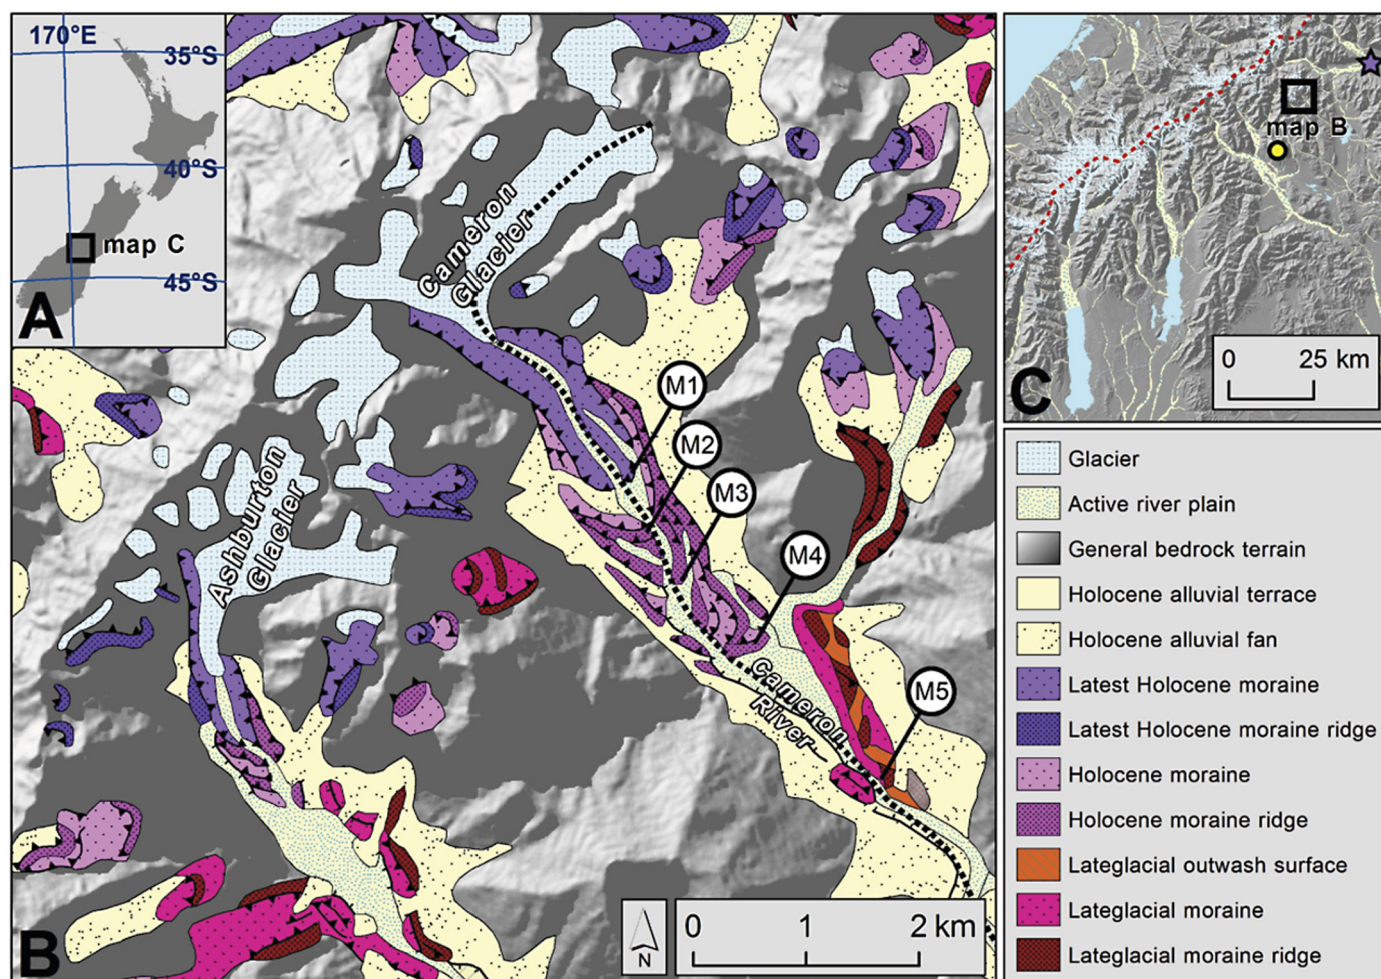 170°E
35°S
40°S
map C
45°S
A
Cameron
Glacier
M1
M2
M3
M4
M5
Ashburton
Glacier
Cameron
River
B
N
0 1 2 km
map B
0 25 km
C
Glacier
Active river plain
General bedrock terrain
Holocene alluvial terrace
Holocene alluvial fan
Latest Holocene moraine
Latest Holocene moraine ridge
Holocene moraine
Holocene moraine ridge
Lateglacial outwash surface
Lateglacial moraine
Lateglacial moraine ridge